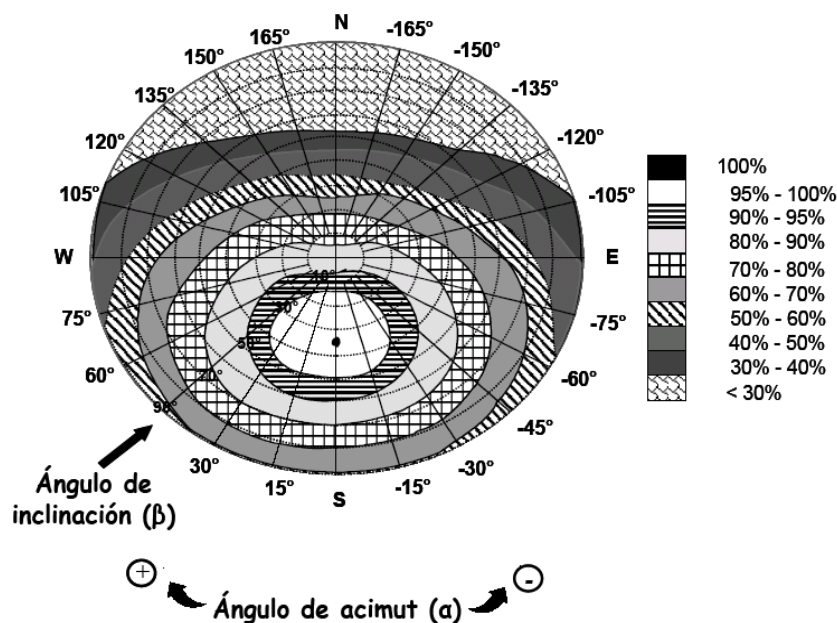 N
165°
-165°
150°
-150°
135°
-135°
120°
-120°
105°
-105°
W
E
75°
-75°
60°
-60°
-45°
30°
-30°
15°
-15°
S
10°
30°
50°
70°
90°
100%
95% - 100%
90% - 95%
80% - 90%
70% - 80%
60% - 70%
50% - 60%
40% - 50%
30% - 40%
< 30%
Ángulo de
inclinación (β)
+
-
Ángulo de acimut (α)